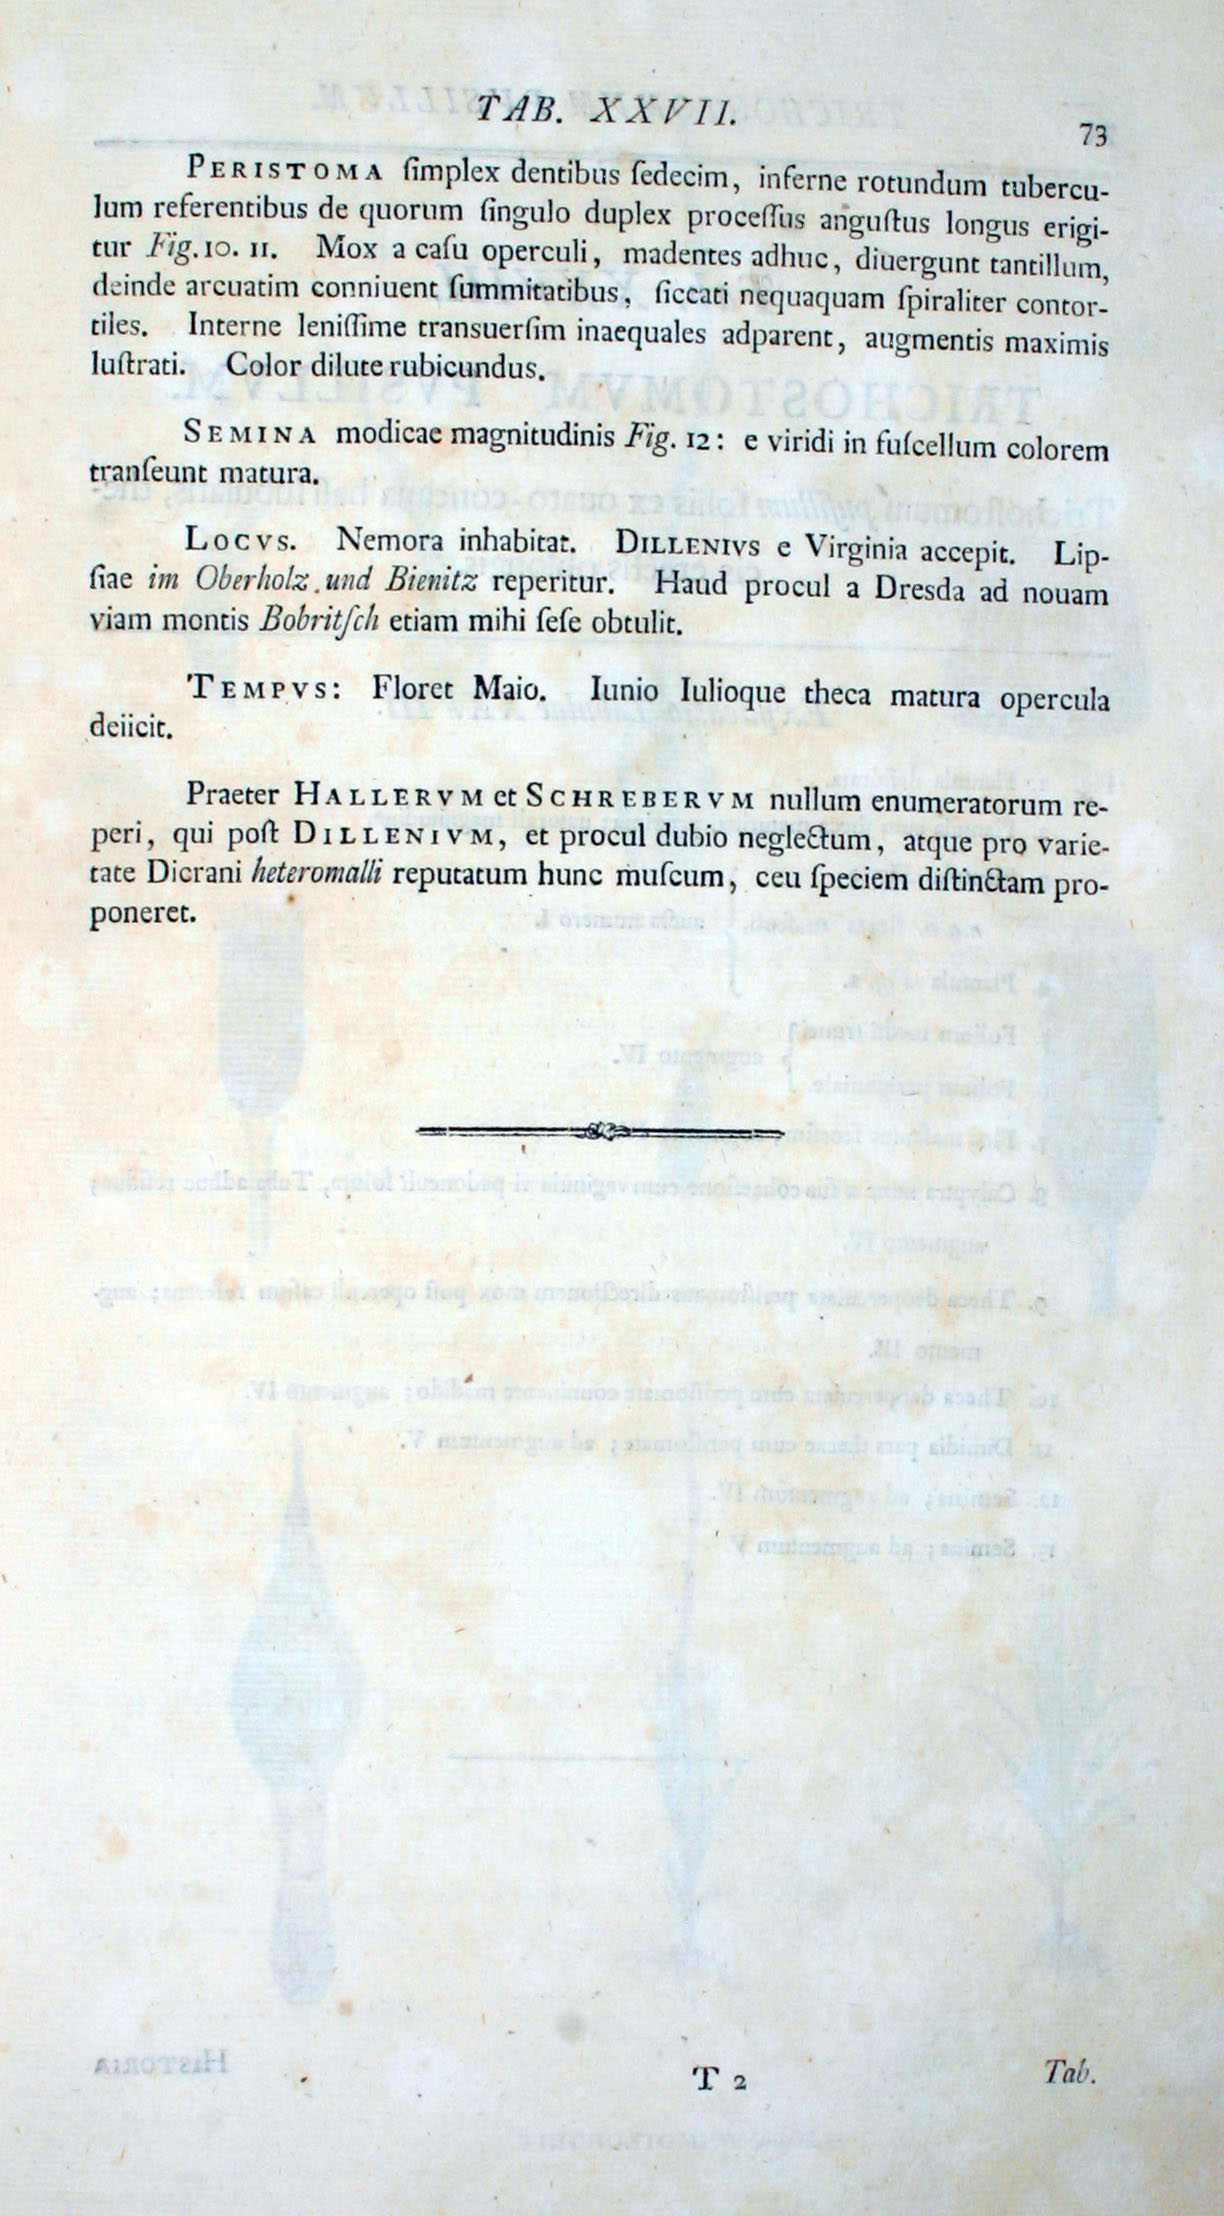 TAB. XXVII.
73
PERISTOMA ſimplex dentibus ſedecim, inferne rotundum tubercu-
lum referentibus de quorum ſingulo duplex proceſſus anguſtus longus erigi-
tur Fig. 10. 11. Mox a caſu operculi, madentes adhuc, diuergunt tantillum,
deinde arcuatim conniuent ſummitatibus, ſiccati nequaquam ſpiraliter contor-
tiles. Interne leniſſime transuerſim inaequales adparent, augmentis maximis
luſtrati. Color dilute rubicundus.
SEMINA modicae magnitudinis Fig. 12: e viridi in fuſcellum colorem
tranſeunt matura.
LOCVS. Nemora inhabitat. DILLENIVS e Virginia accepit. Lip-
ſiae im Oberholz. und Bienitz reperitur. Haud procul a Dresda ad nouam
viam montis Bobritſch etiam mihi ſeſe obtulit.
TEMPVS: Floret Maio. Iunio Iulioque theca matura opercula
deiicit.
Praeter HALLERVM et SCHREBERVM nullum enumeratorum re-
peri, qui poſt DILLENIVM, et procul dubio neglectum, atque pro varie-
tate Dicrani heteromalli reputatum hunc muſcum, ceu ſpeciem diſtinctam pro-
poneret.
T 2
Tab.